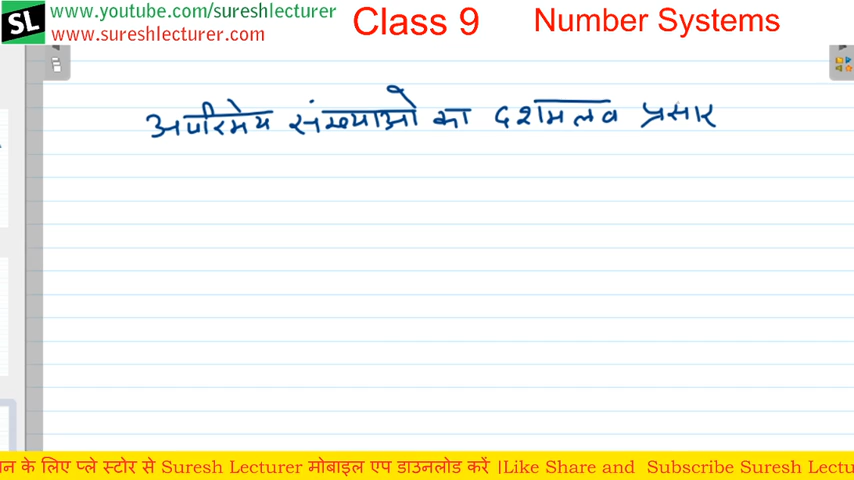 SL www.youtube.com/sureshlecturer Class 9 Number Systems
www.sureshlecturer.com
अपरिमेय संख्याओं का दशमलव प्रसार
न के लिए प्ले स्टोर से Suresh Lecturer मोबाइल एप डाउनलोड करें |Like Share and Subscribe Suresh Lectu